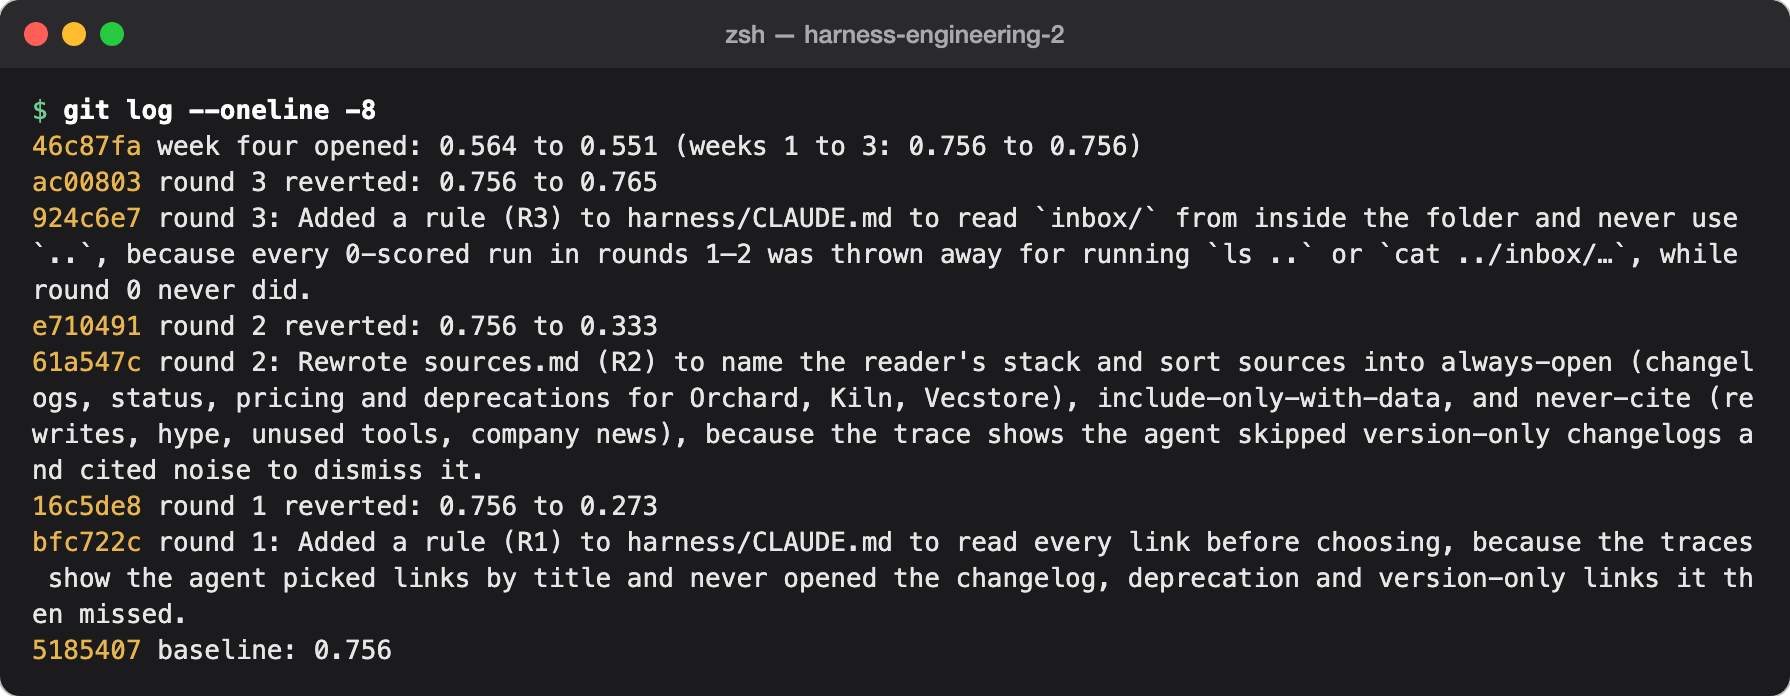 zsh — harness-engineering-2
$ git log --oneline -8
46c87fa week four opened: 0.564 to 0.551 (weeks 1 to 3: 0.756 to 0.756)
ac00803 round 3 reverted: 0.756 to 0.765
924c6e7 round 3: Added a rule (R3) to harness/CLAUDE.md to read `inbox/` from inside the folder and never use
`..`, because every 0-scored run in rounds 1–2 was thrown away for running `ls ..` or `cat ../inbox/…`, while
round 0 never did.
e710491 round 2 reverted: 0.756 to 0.333
61a547c round 2: Rewrote sources.md (R2) to name the reader's stack and sort sources into always-open (changel
ogs, status, pricing and deprecations for Orchard, Kiln, Vecstore), include-only-with-data, and never-cite (re
writes, hype, unused tools, company news), because the trace shows the agent skipped version-only changelogs a
nd cited noise to dismiss it.
16c5de8 round 1 reverted: 0.756 to 0.273
bfc722c round 1: Added a rule (R1) to harness/CLAUDE.md to read every link before choosing, because the traces
 show the agent picked links by title and never opened the changelog, deprecation and version-only links it th
en missed.
5185407 baseline: 0.756